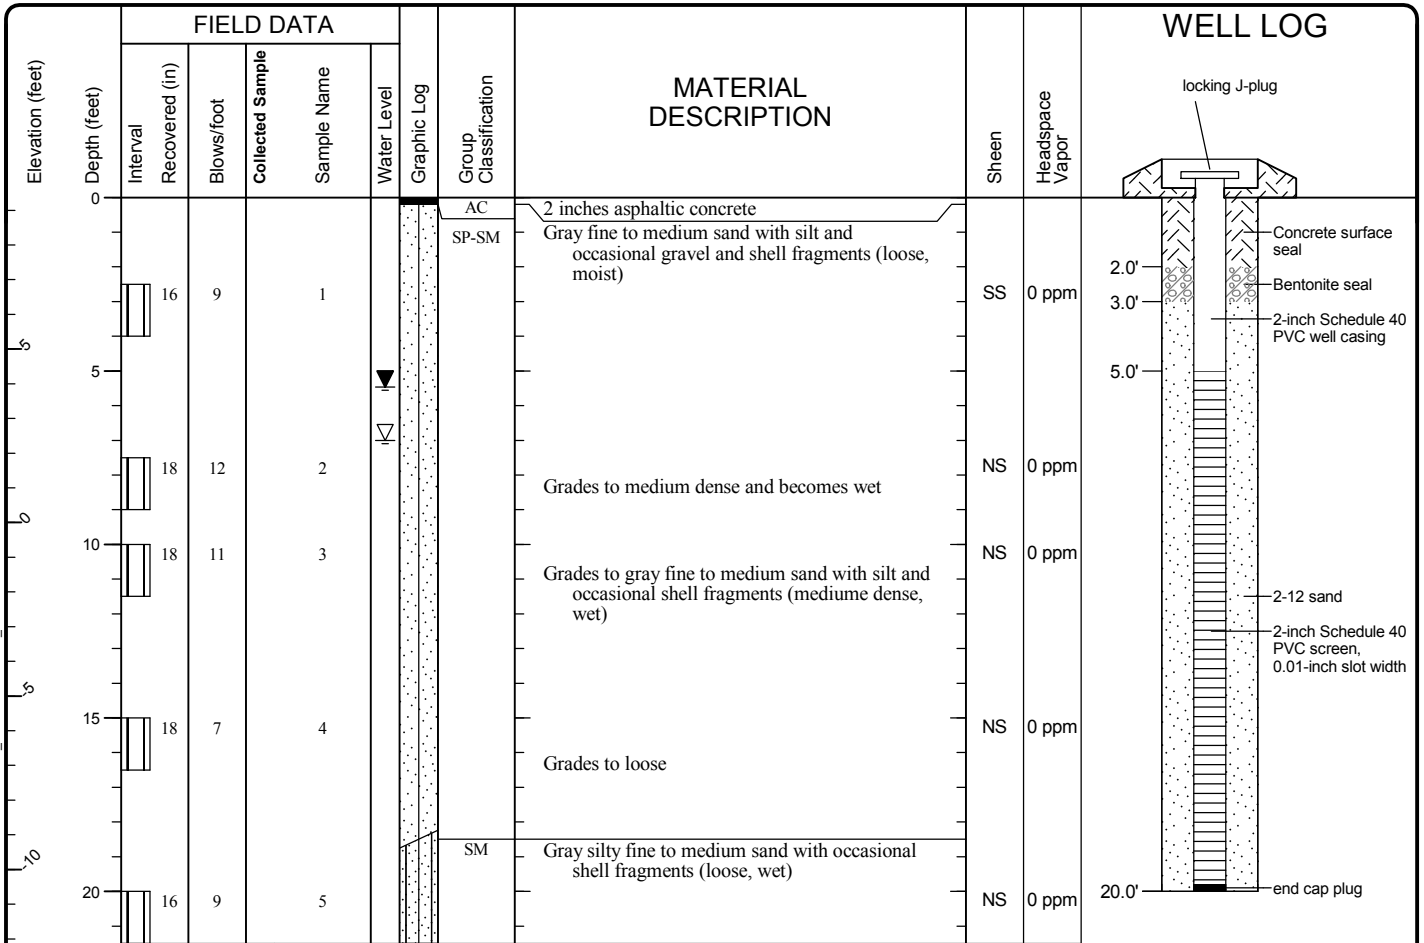 FIELD DATA
WELL LOG
Elevation (feet)
Depth (feet)
Interval
Recovered (in)
Blows/foot
Collected Sample
Sample Name
Water Level
Graphic Log
Group
Classification
MATERIAL
DESCRIPTION
Sheen
Headspace
Vapor
locking J-plug
0
AC
2 inches asphaltic concrete
SP-SM
Gray fine to medium sand with silt and
occasional gravel and shell fragments (loose,
moist)
Concrete surface
seal
2.0'
Bentonite seal
16 9 1
SS 0 ppm
3.0'
2-inch Schedule 40
PVC well casing
5
5
5.0'
18 12 2
NS 0 ppm
Grades to medium dense and becomes wet
0
10
18 11 3
NS 0 ppm
Grades to gray fine to medium sand with silt and
occasional shell fragments (mediume dense,
wet)
2-12 sand
2-inch Schedule 40
PVC screen,
0.01-inch slot width
-5
15
18 7 4
NS 0 ppm
Grades to loose
SM
Gray silty fine to medium sand with occasional
shell fragments (loose, wet)
-10
20
16 9 5
NS 0 ppm
20.0'
end cap plug